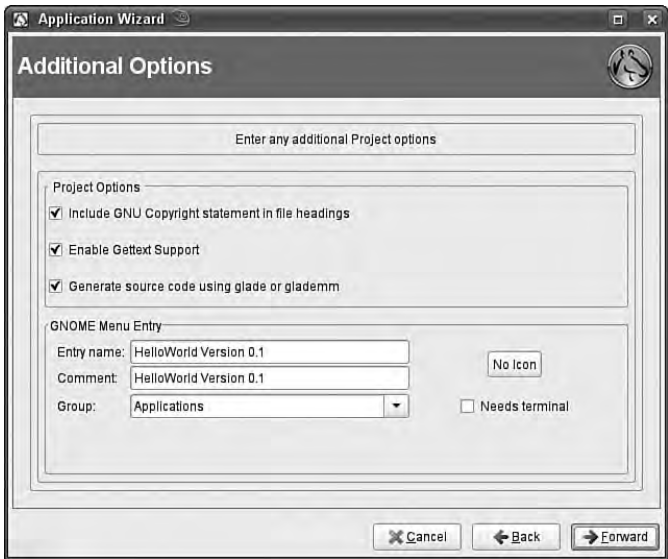 Application Wizard
Additional Options
Enter any additional Project options
Project Options
Include GNU Copyright statement in file headings
Enable Gettext Support
Generate source code using glade or glademm
GNOME Menu Entry
Entry name: HelloWorld Version 0.1
No Icon
Comment: HelloWorld Version 0.1
Group: Applications
Needs terminal
Cancel
Back
Forward